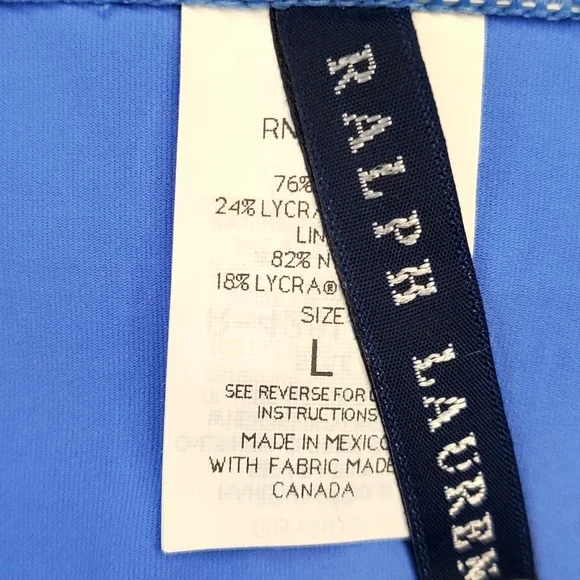 RN
76%
24% LYCRA
LIN
82% N
18% LYCRA®
SIZE
L
SEE REVERSE FOR
INSTRUCTIONS
MADE IN MEXICO
WITH FABRIC MADE
CANADA
RALPH LAUREN